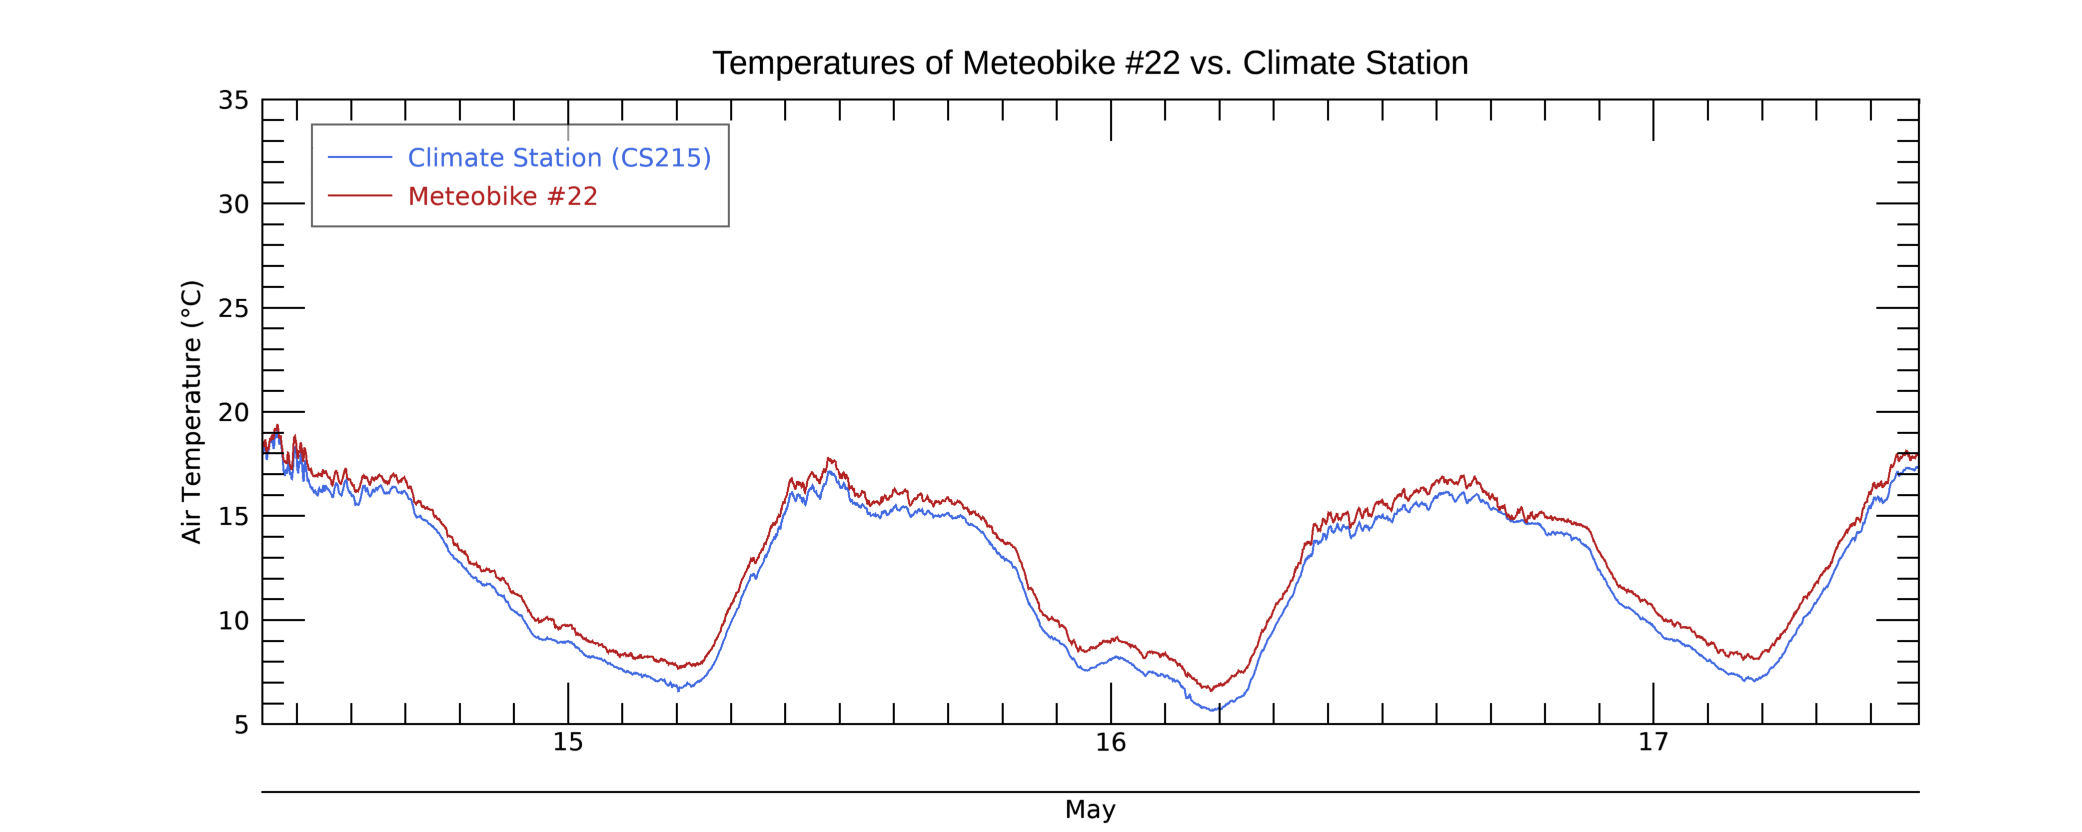 Temperatures of Meteobike #22 vs. Climate Station
35
30
25
20
15
10
5
Air Temperature (°C)
Climate Station (CS215)
Meteobike #22
15
16
17
May